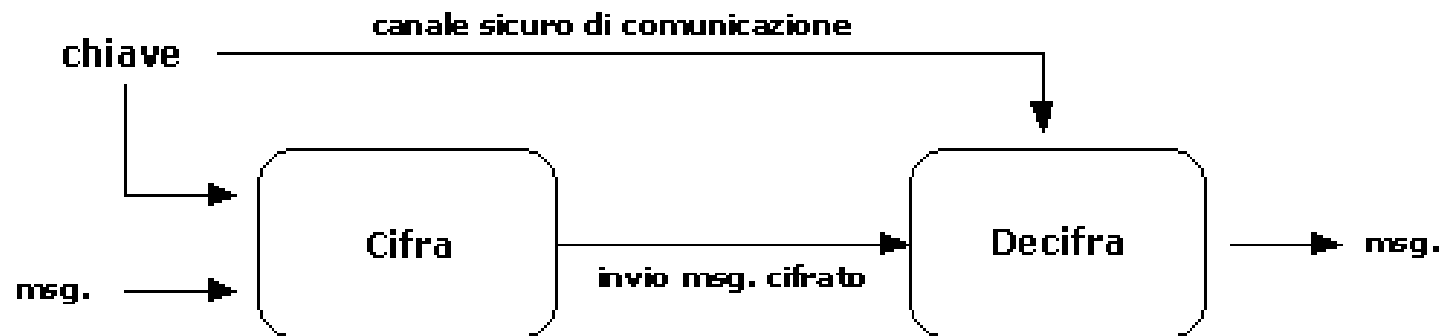 canale sicuro di comunicazione
chiave
Cifra
Decifra
msg.
invio msg. cifrato
msg.